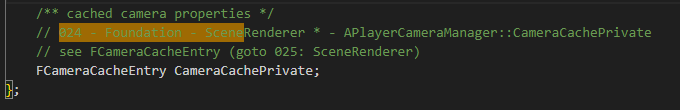 /** cached camera properties */
// 024 - Foundation - SceneRenderer * - APlayerCameraManager::CameraCachePrivate
// see FCameraCacheEntry (goto 025: SceneRenderer)
FCameraCacheEntry CameraCachePrivate;
};